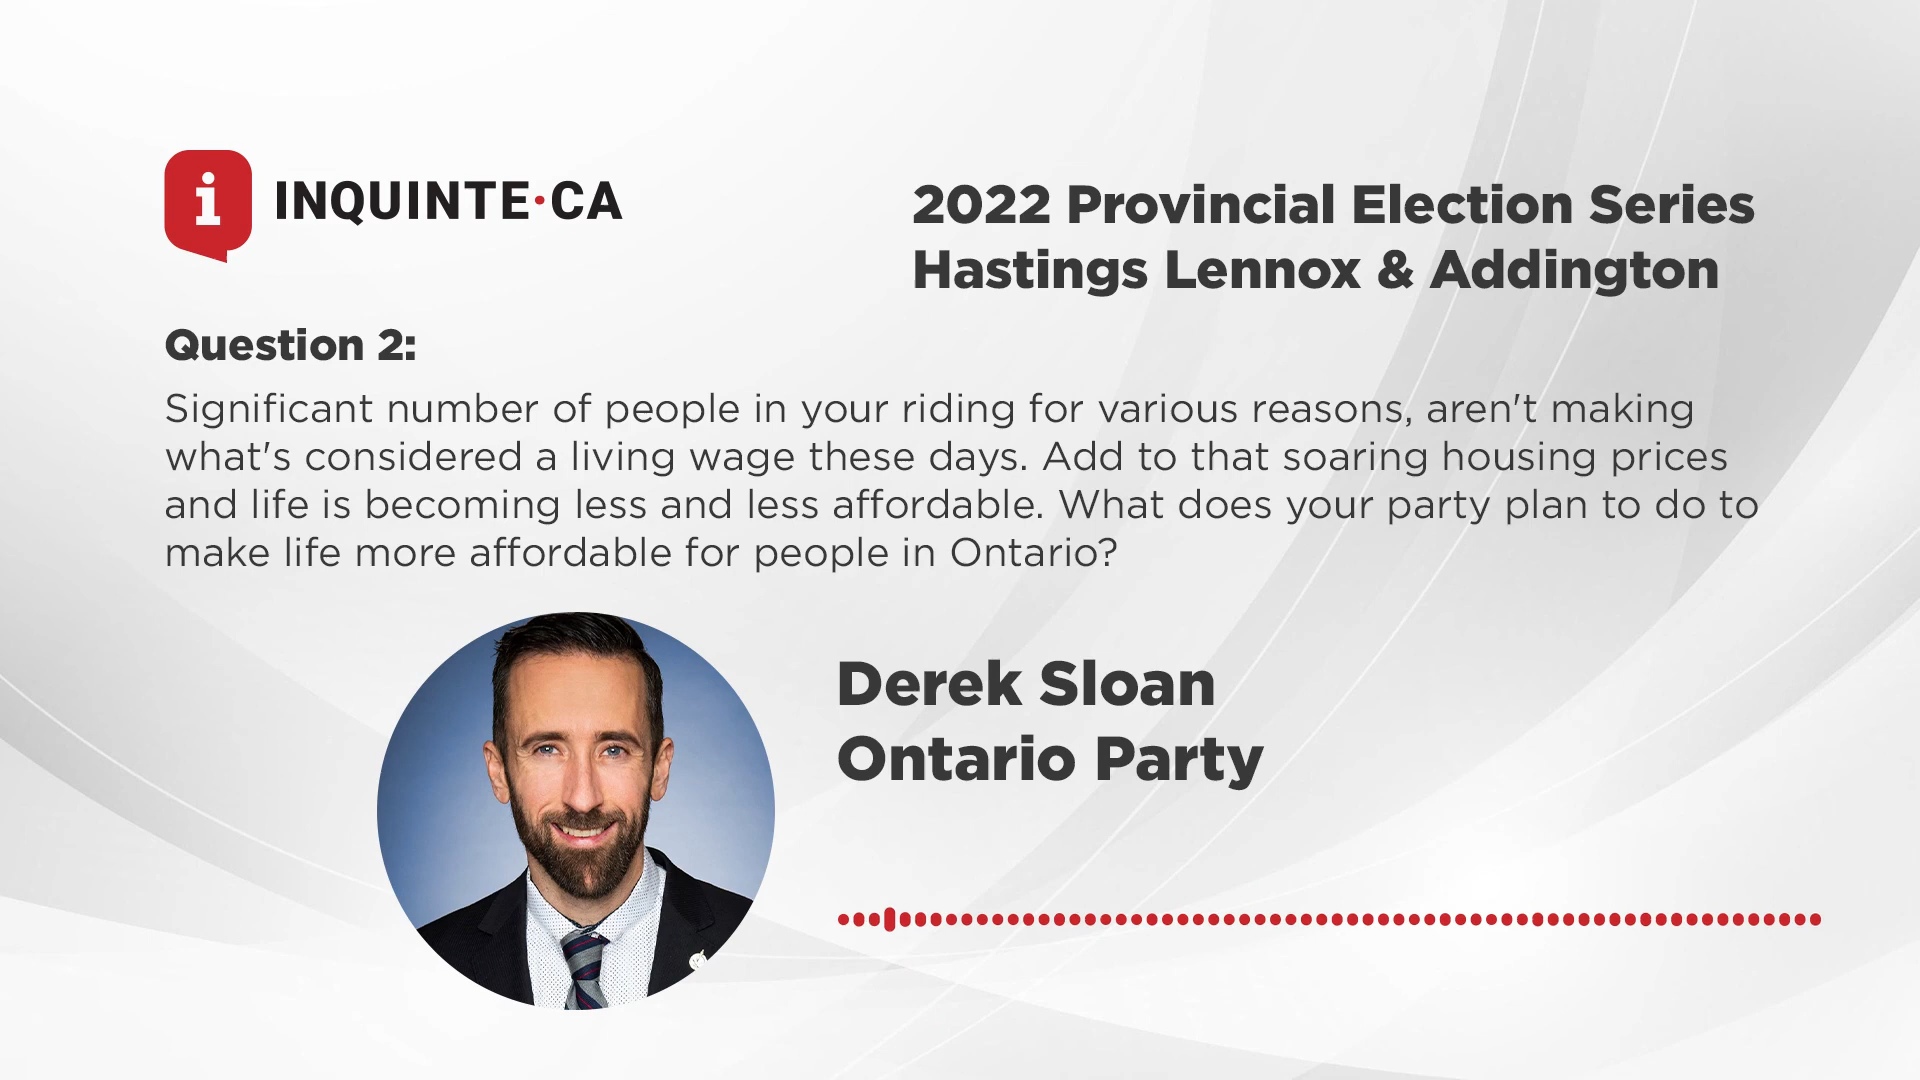 i INQUINTE·CA
2022 Provincial Election Series
Hastings Lennox & Addington
Question 2:
Significant number of people in your riding for various reasons, aren't making
what's considered a living wage these days. Add to that soaring housing prices
and life is becoming less and less affordable. What does your party plan to do to
make life more affordable for people in Ontario?
Derek Sloan
Ontario Party